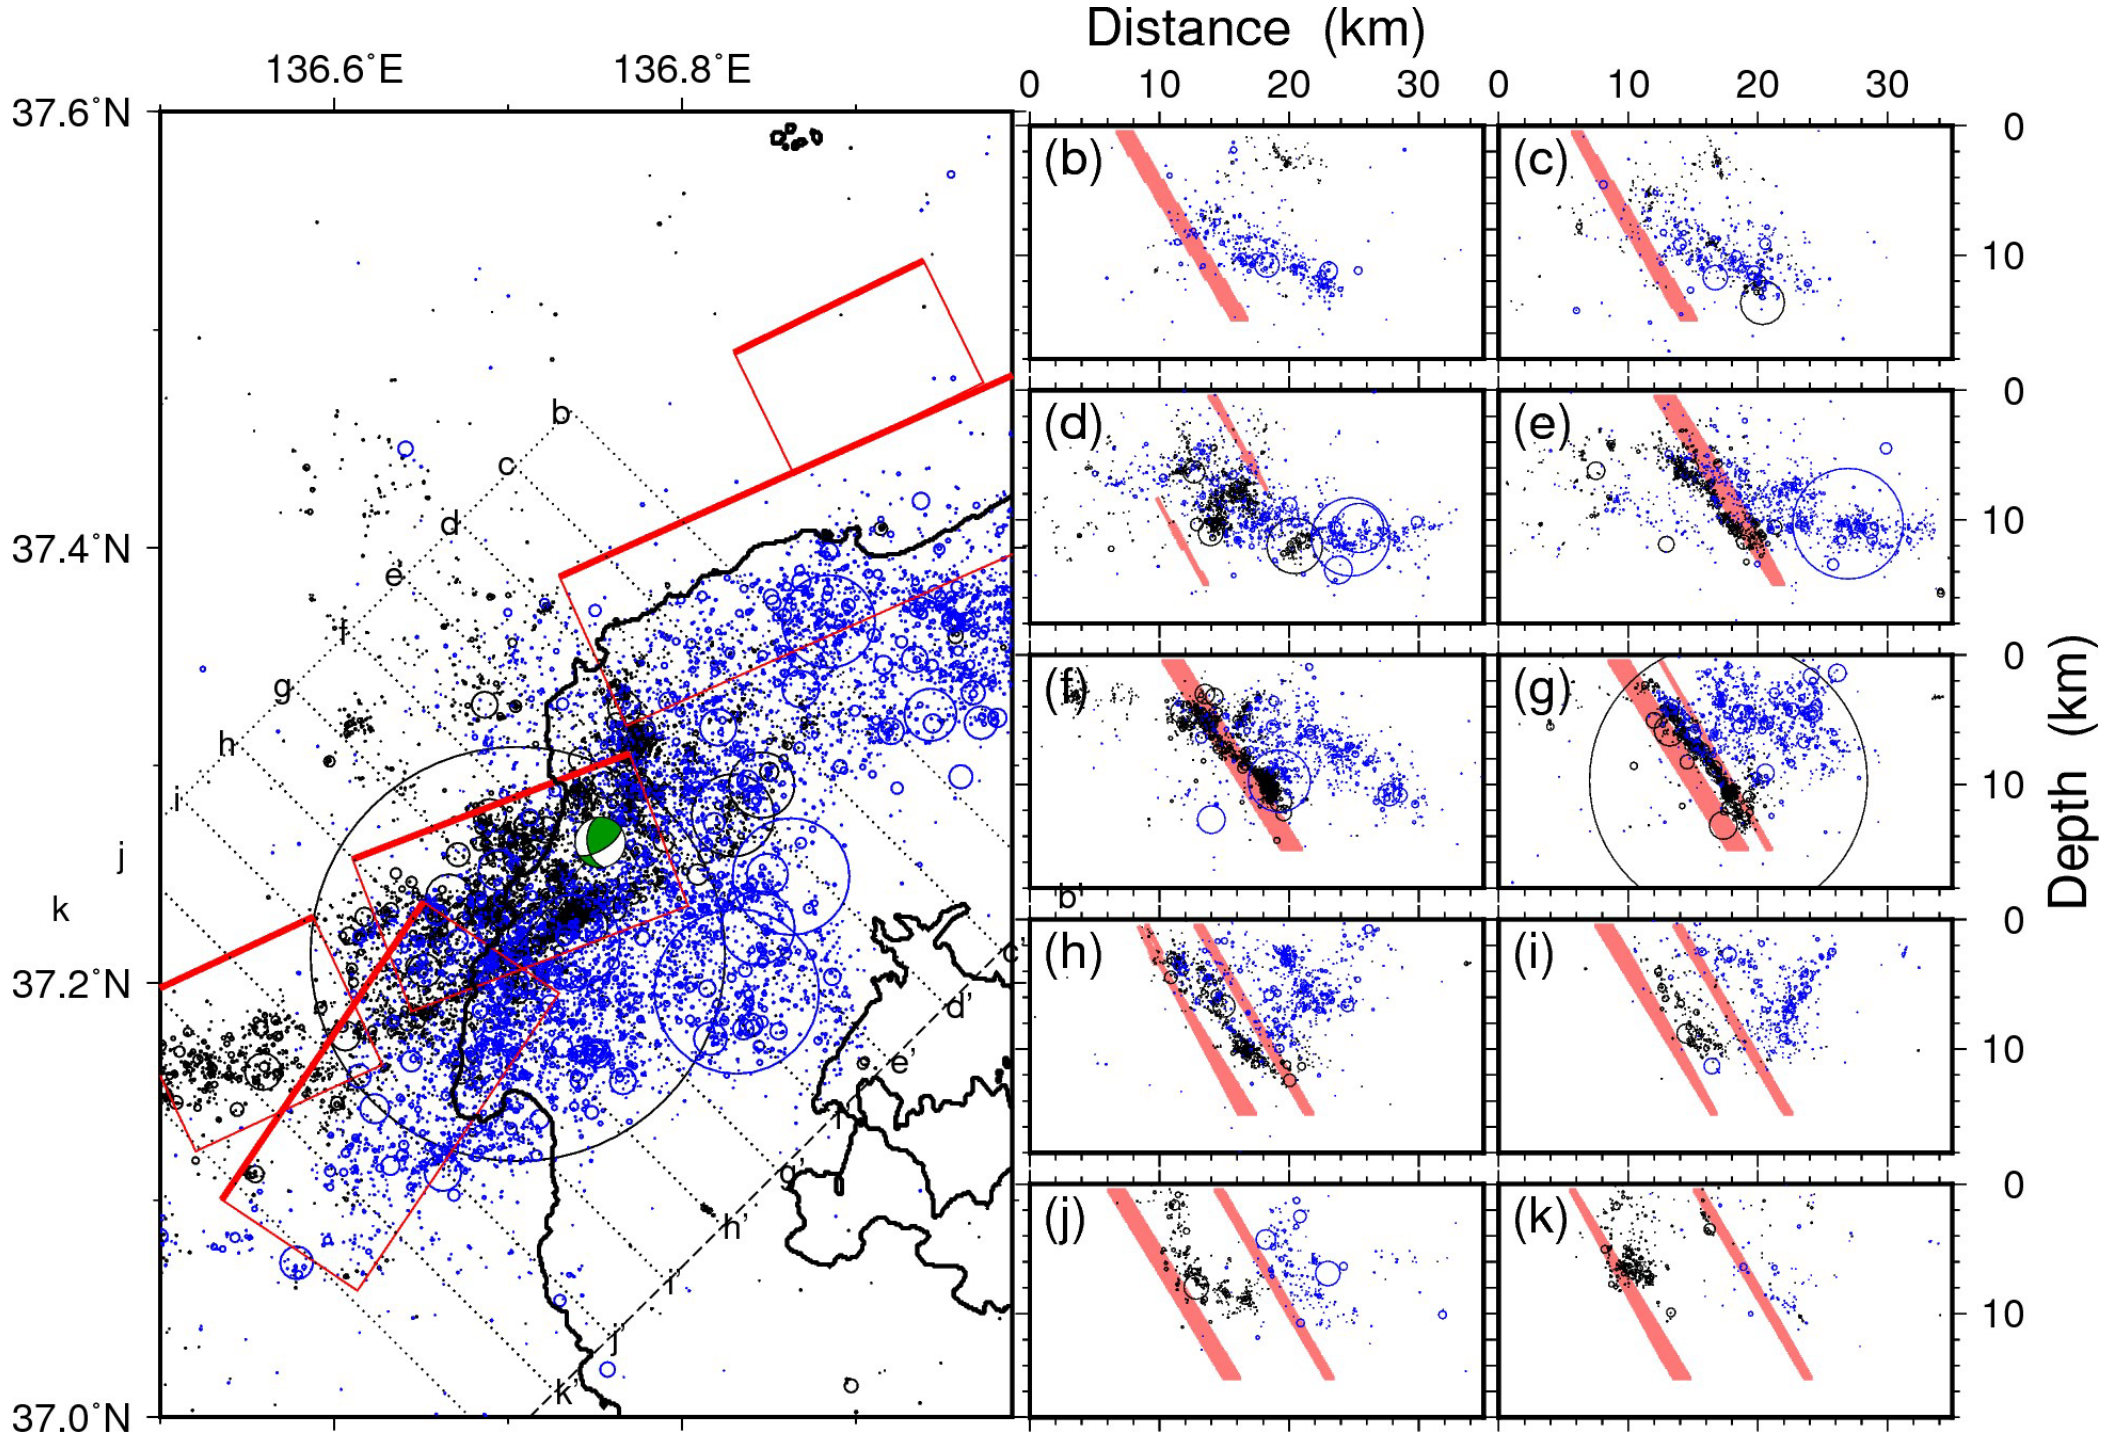 Distance (km)
136.6°E 136.8°E
0 10 20 30 0 10 20 30
37.6°N
37.4°N
37.2°N
37.0°N
b
c
d
e
f
g
h
i
j
k
b'
c'
d'
e'
f'
g'
h'
i'
j'
k'
(b) (c) 0
10
(d) (e) 0
10
(f) (g) 0
10
(h) (i) 0
10
(j) (k) 0
10
Depth (km)